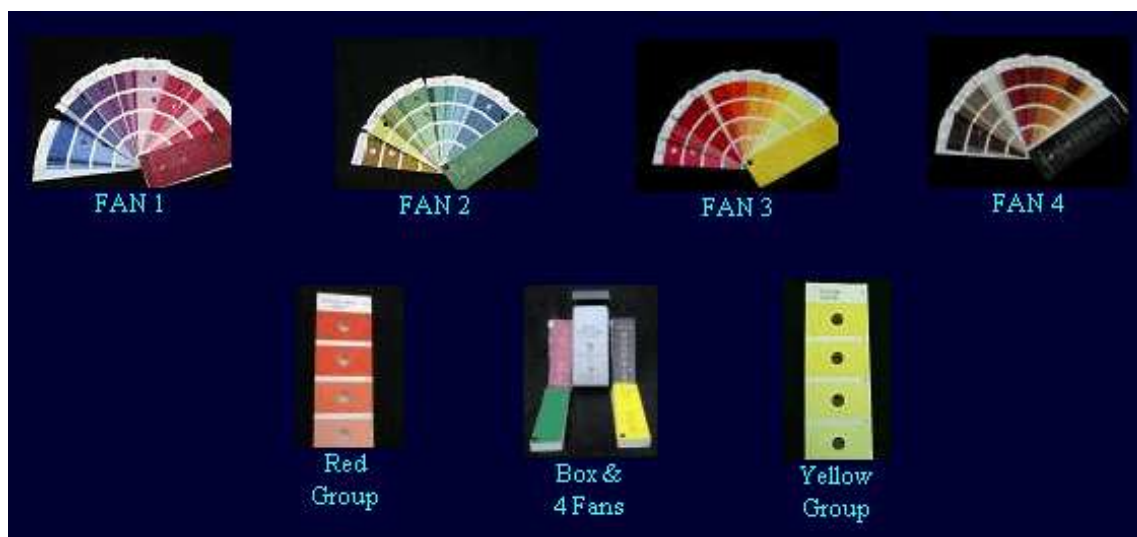 FAN 1
FAN 2
FAN 3
FAN 4
Red
Group
Box &
4 Fans
Yellow
Group